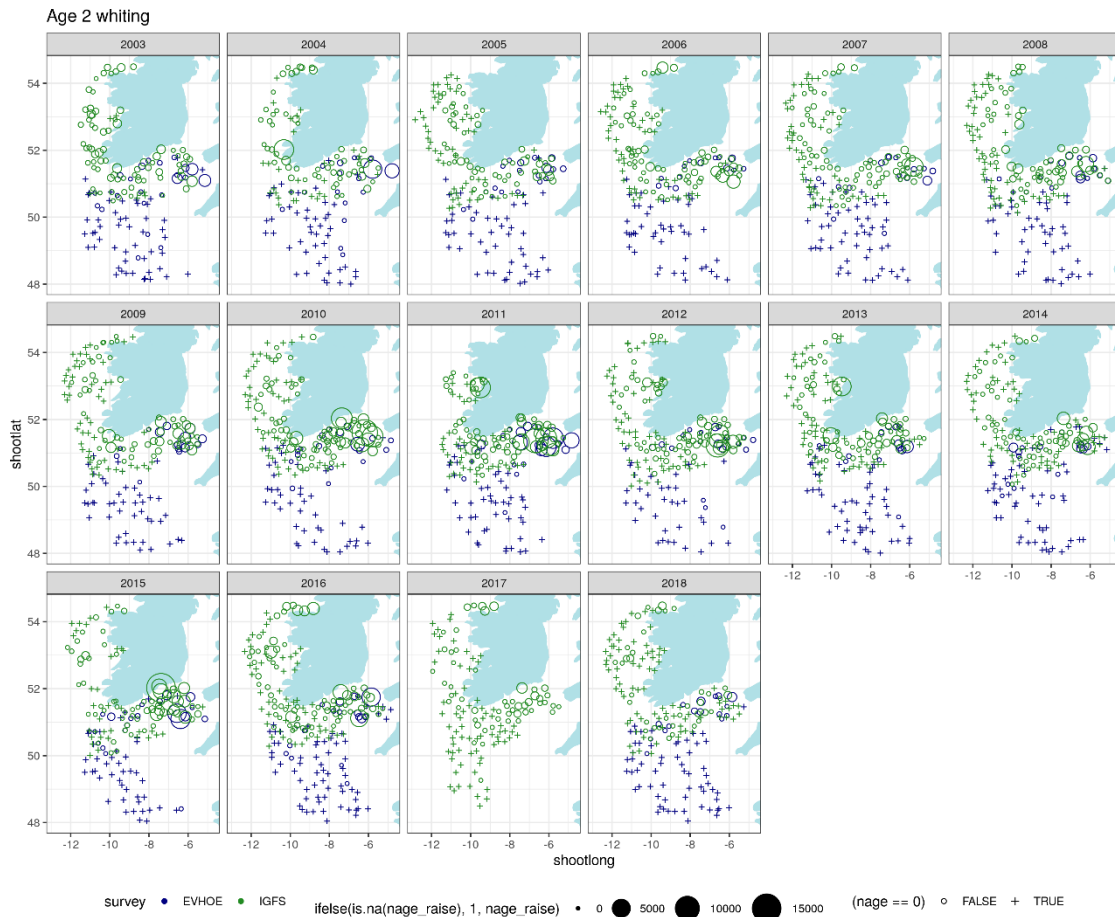 Age 2 whiting
2003 2004 2005 2006 2007 2008
54
52
50
48
2009 2010 2011 2012 2013 2014
54
52
50
48
-12 -10 -8 -6 -12 -10 -8 -6
2015 2016 2017 2018
54
52
50
48
-12 -10 -8 -6 -12 -10 -8 -6 -12 -10 -8 -6 -12 -10 -8 -6
shootlat
shootlong
survey EVHOE IGFS ifelse(is.na(nage_raise), 1, nage_raise) 0 5000 10000 15000 (nage == 0) FALSE TRUE